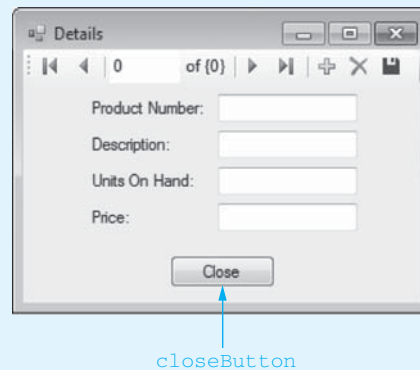 Details
0 of {0}
Product Number:
Description:
Units On Hand:
Price:
Close
closeButton